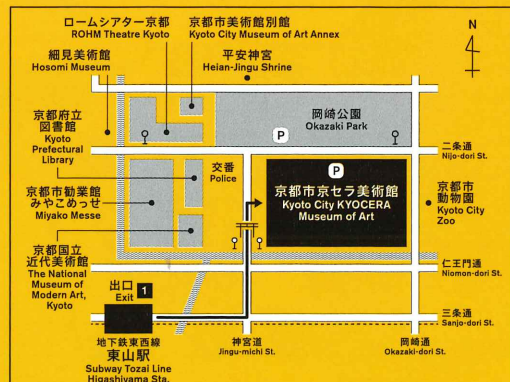 ロームシアター京都
ROHM Theatre Kyoto
京都市美術館別館
Kyoto City Museum of Art Annex
N
細見美術館
Hosomi Museum
平安神宮
Heian-Jingu Shrine
岡崎公園
Okazaki Park
P
京都府立
図書館
Kyoto
Prefectural
Library
二条通
Nijo-dori St.
交番
Police
P
京都市京セラ美術館
Kyoto City KYOCERA
Museum of Art
京都市
動物園
Kyoto City
Zoo
京都市勧業館
みやこめっせ
Miyako Messe
京都国立
近代美術館
The National
Museum of
Modern Art,
Kyoto
仁王門通
Niomon-dori St.
出口
Exit 1
三条通
Sanjo-dori St.
地下鉄東西線
東山駅
Subway Tozai Line
Higashiyama Sta.
神宮道
Jingu-michi St.
岡崎通
Okazaki-dori St.